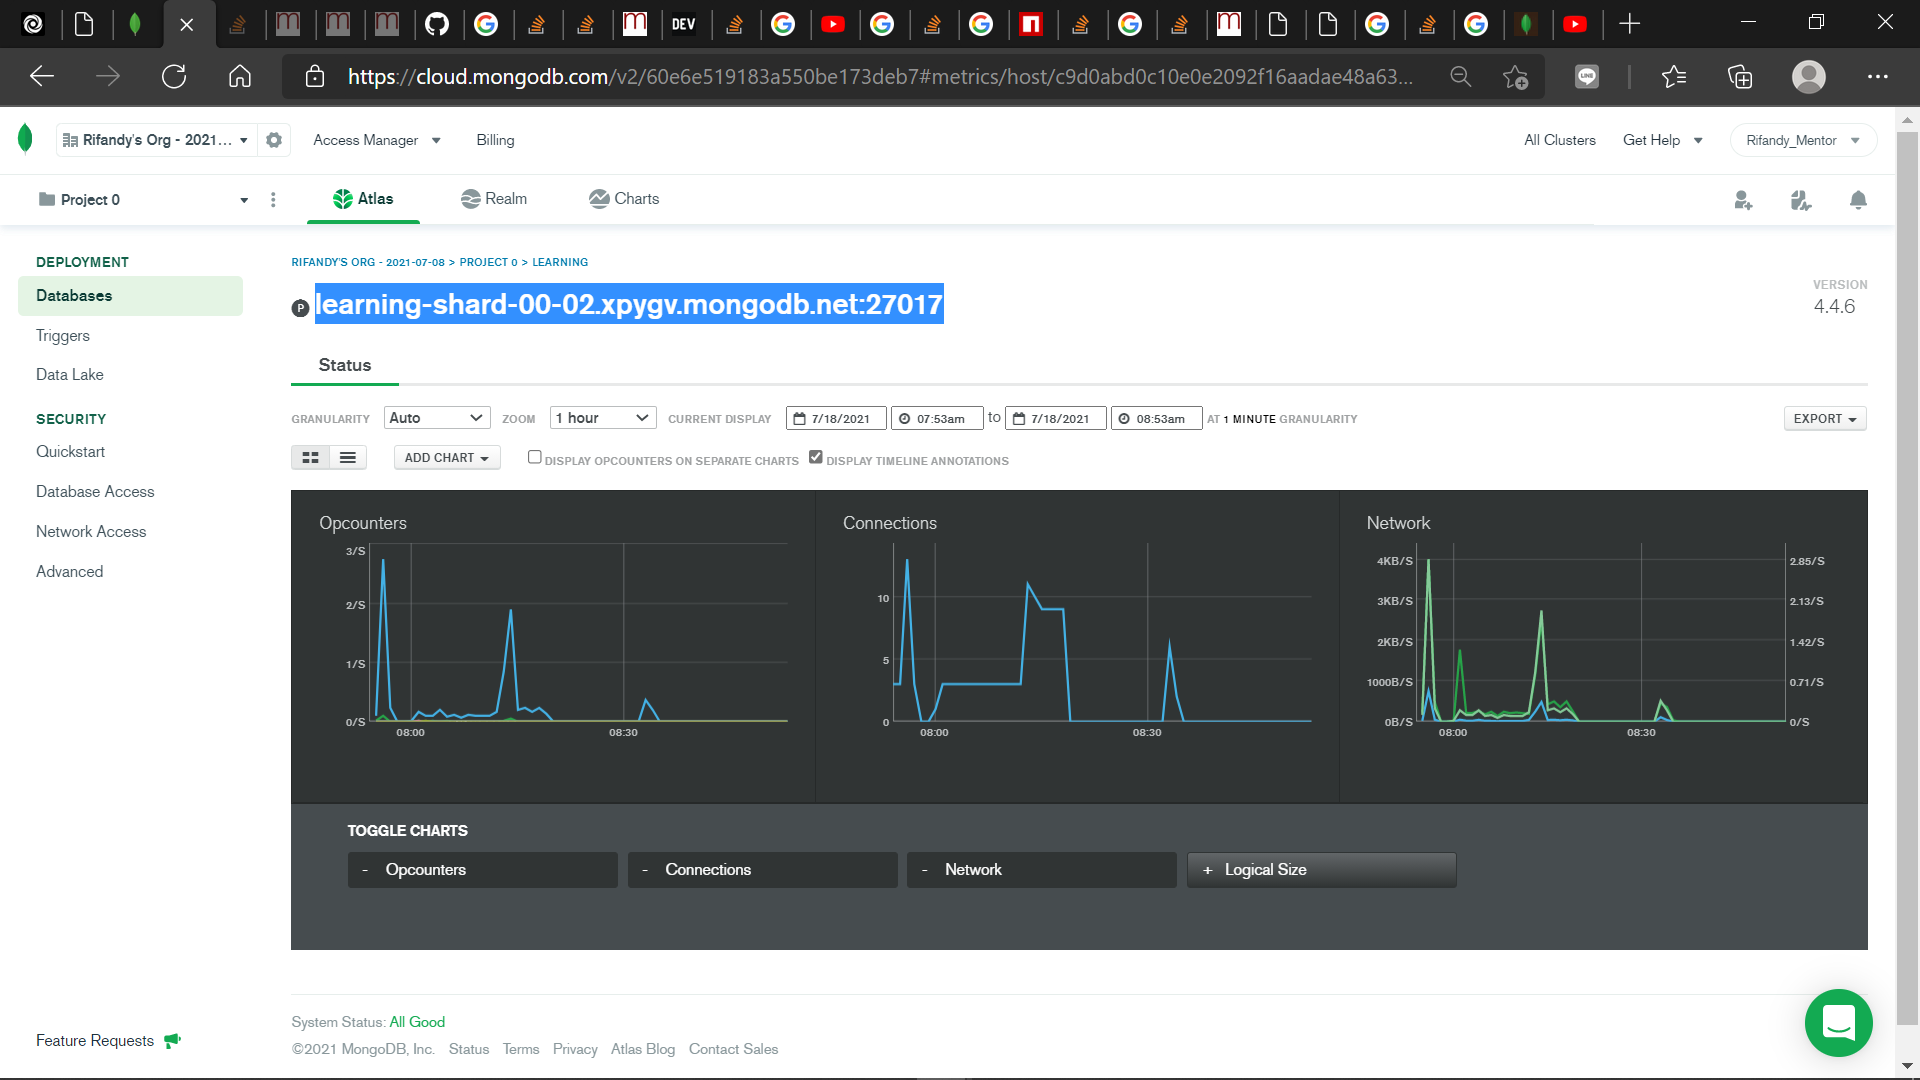 DEV
https://cloud.mongodb.com/v2/60e6e519183a550be173deb7#metrics/host/c9d0abd0c10e0e2092f16aadae48a63...
LINE
Rifandy's Org - 2021...
Access Manager
Billing
All Clusters
Get Help
Rifandy_Mentor
Project 0
Atlas
Realm
Charts
DEPLOYMENT
Databases
Triggers
Data Lake
SECURITY
Quickstart
Database Access
Network Access
Advanced
Feature Requests
RIFANDY'S ORG - 2021-07-08 > PROJECT 0 > LEARNING
P learning-shard-00-02.xpygv.mongodb.net:27017
VERSION
4.4.6
Status
GRANULARITY Auto ZOOM 1 hour CURRENT DISPLAY 7/18/2021 07:53am to 7/18/2021 08:53am AT 1 MINUTE GRANULARITY
EXPORT
ADD CHART
DISPLAY OPCOUNTERS ON SEPARATE CHARTS
DISPLAY TIMELINE ANNOTATIONS
Opcounters
3/S
2/S
1/S
0/S
08:00 08:30
Connections
10
5
0
08:00 08:30
Network
4KB/S 2.85/S
3KB/S 2.13/S
2KB/S 1.42/S
1000B/S 0.71/S
0B/S 0/S
08:00 08:30
TOGGLE CHARTS
- Opcounters
- Connections
- Network
+ Logical Size
System Status: All Good
©2021 MongoDB, Inc. Status Terms Privacy Atlas Blog Contact Sales